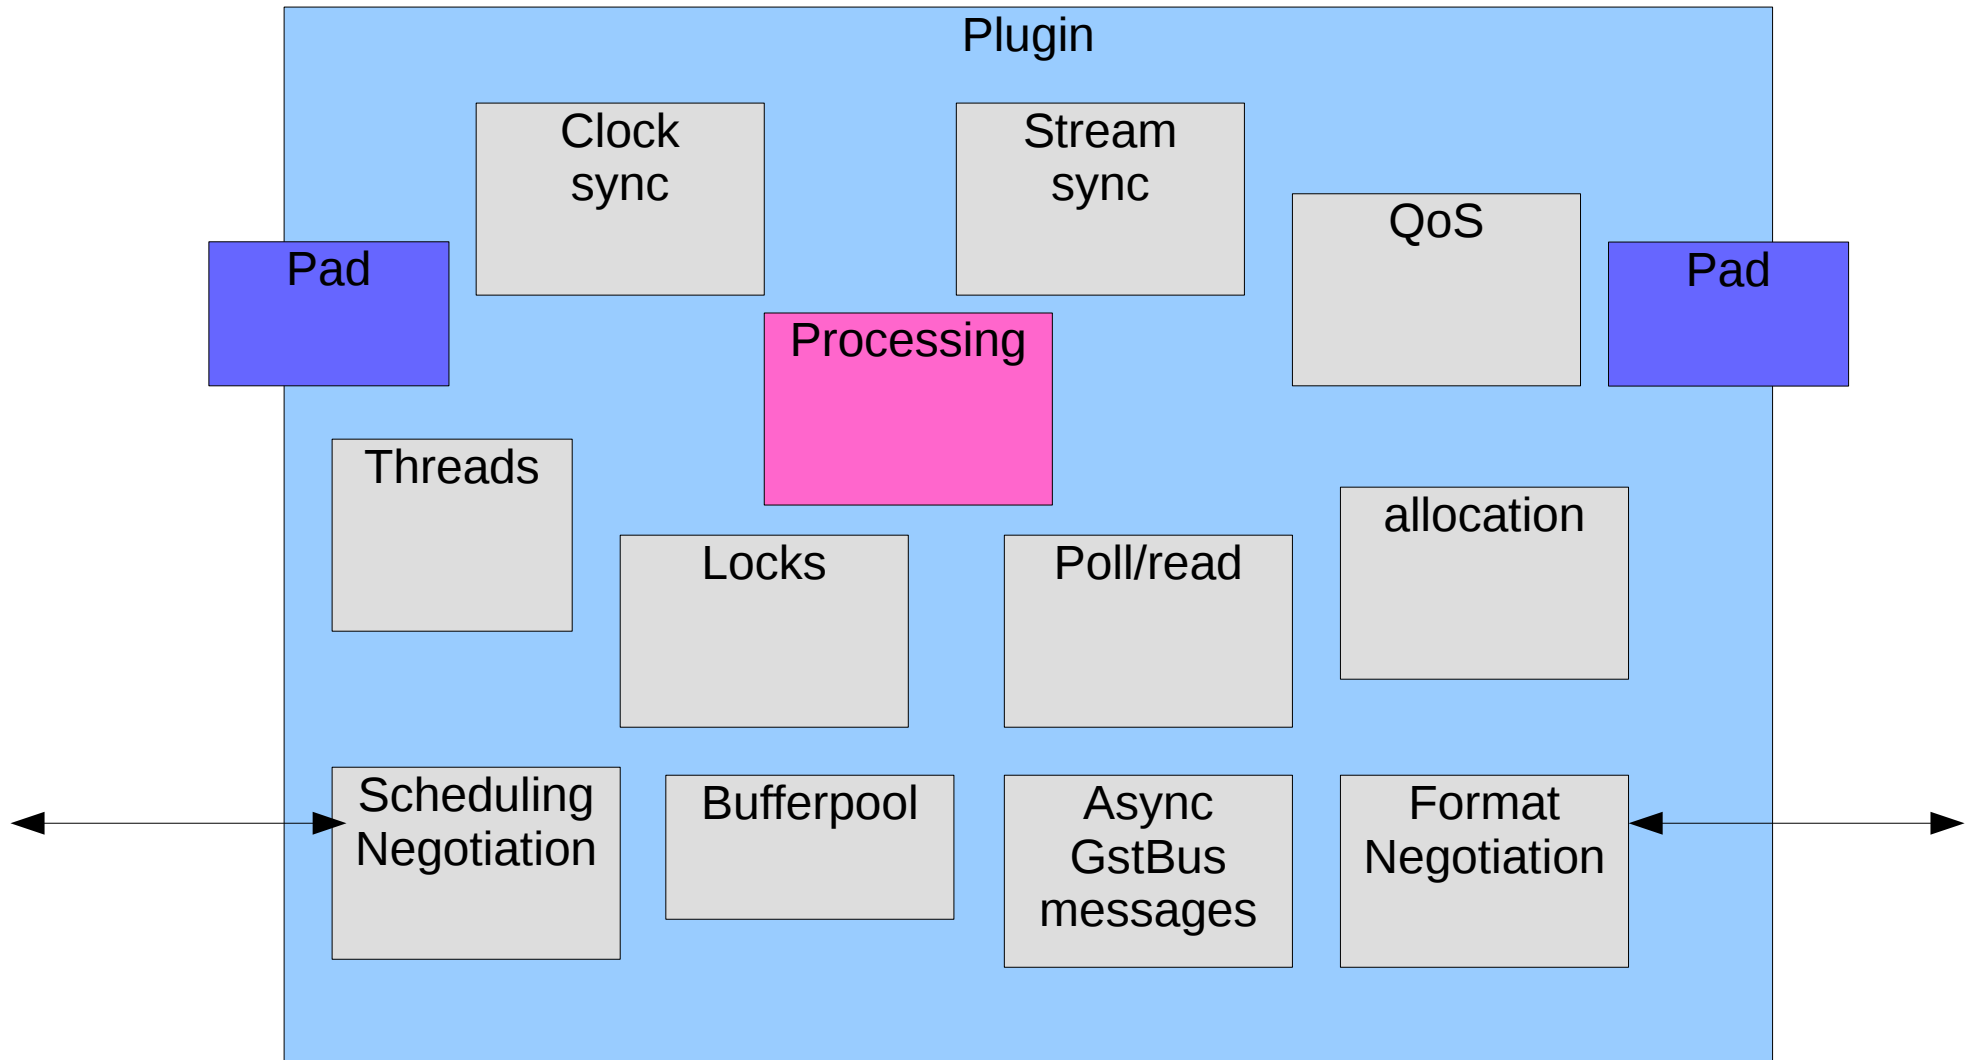 Plugin
Clock
sync
Stream
sync
QoS
Pad
Pad
Processing
Threads
allocation
Locks
Poll/read
Scheduling
Negotiation
Bufferpool
Async
GstBus
messages
Format
Negotiation